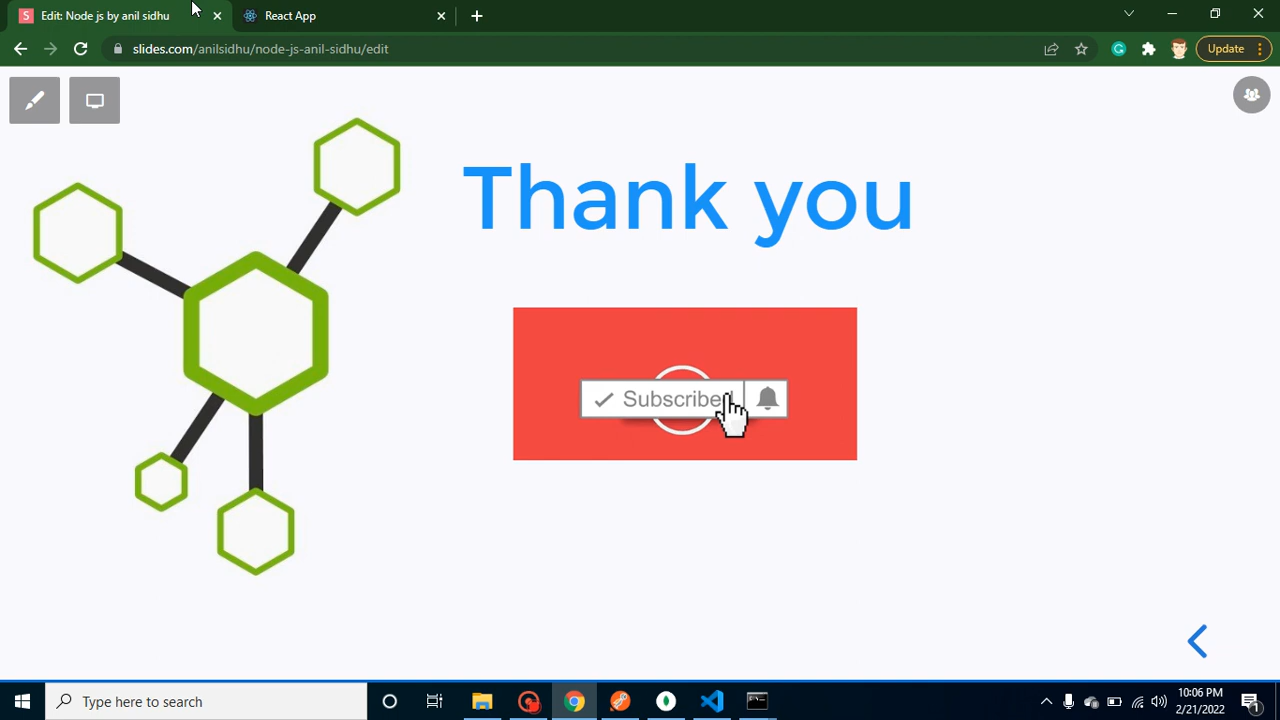 Edit: Node js by anil sidhu
React App
slides.com/anilsidhu/node-js-anil-sidhu/edit
Update
Thank you
Subscribed
Type here to search
10:06 PM
2/21/2022
1